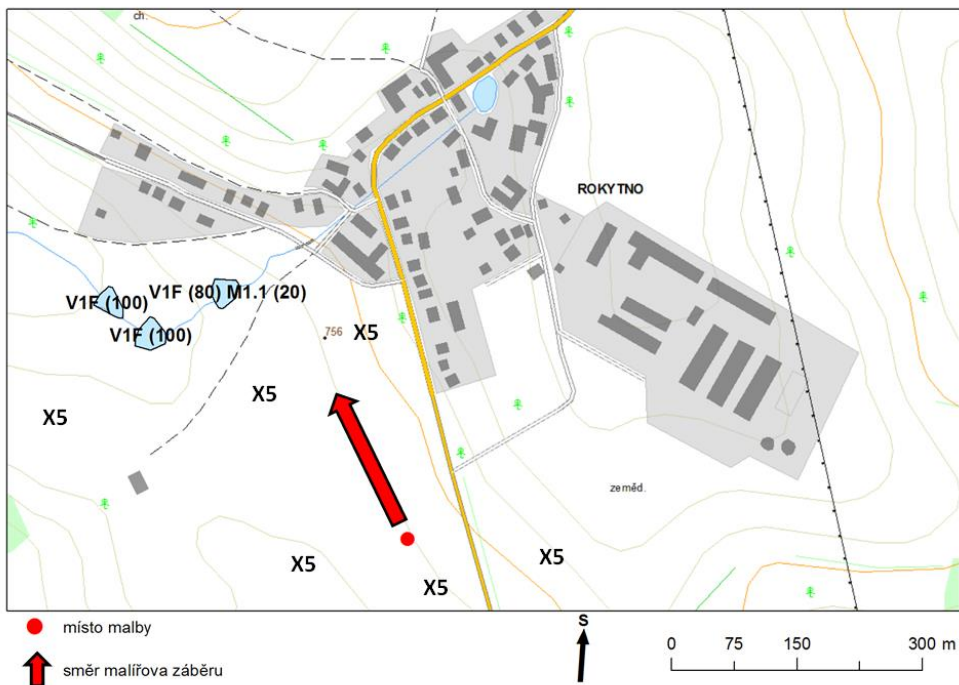 ch.
ROKYTNO
V1F (100)
V1F (80) M1.1 (20)
V1F (100)
756
X5
X5
X5
zeměd.
X5
X5
X5
místo malby
směr malířova záběru
S
0 75 150 300 m